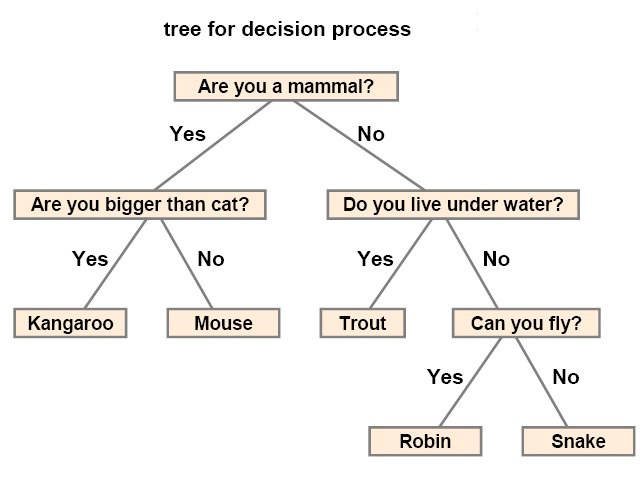 tree for decision process
Are you a mammal?
Yes
No
Are you bigger than cat?
Do you live under water?
Yes
No
Yes
No
Kangaroo
Mouse
Trout
Can you fly?
Yes
No
Robin
Snake